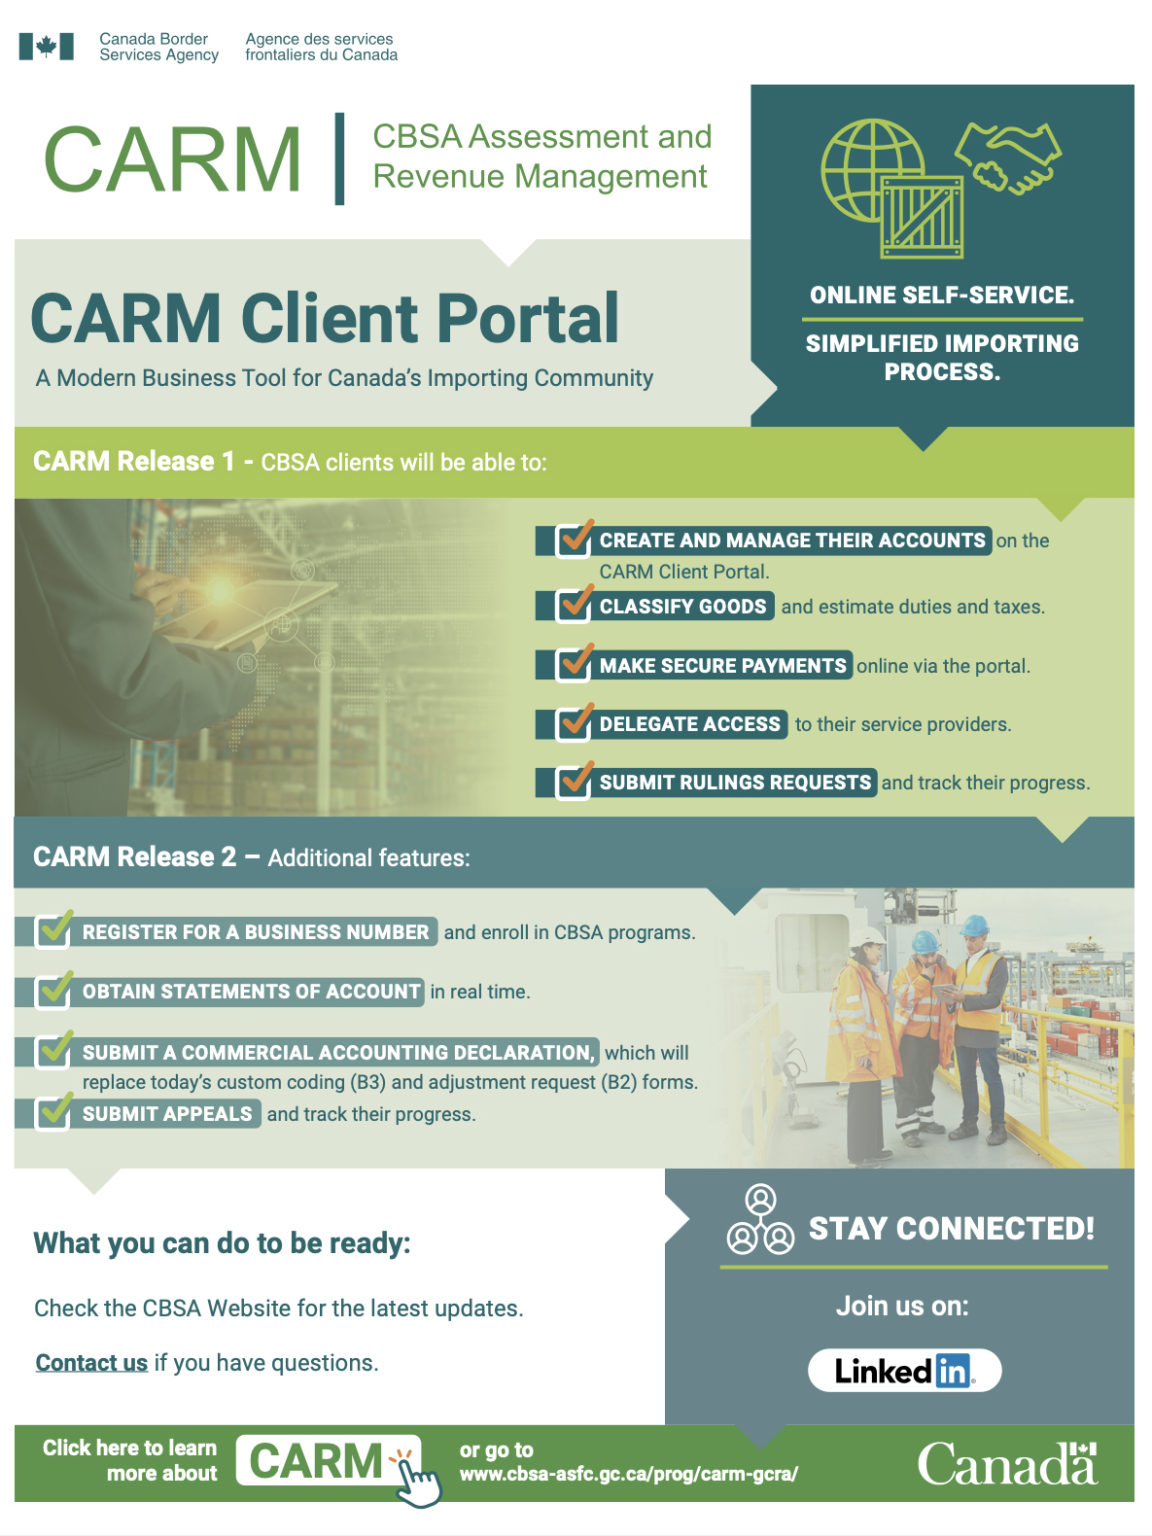 Canada Border
Services Agency
Agence des services
frontaliers du Canada
CARM
CBSA Assessment and
Revenue Management
ONLINE SELF-SERVICE.
SIMPLIFIED IMPORTING
PROCESS.
CARM Client Portal
A Modern Business Tool for Canada's Importing Community
CARM Release 1 - CBSA clients will be able to:
CREATE AND MANAGE THEIR ACCOUNTS on the
CARM Client Portal.
CLASSIFY GOODS and estimate duties and taxes.
MAKE SECURE PAYMENTS online via the portal.
DELEGATE ACCESS to their service providers.
SUBMIT RULINGS REQUESTS and track their progress.
CARM Release 2 – Additional features:
REGISTER FOR A BUSINESS NUMBER and enroll in CBSA programs.
OBTAIN STATEMENTS OF ACCOUNT in real time.
SUBMIT A COMMERCIAL ACCOUNTING DECLARATION, which will
replace today's custom coding (B3) and adjustment request (B2) forms.
SUBMIT APPEALS and track their progress.
What you can do to be ready:
Check the CBSA Website for the latest updates.
Contact us if you have questions.
STAY CONNECTED!
Join us on:
Linked in
Click here to learn
more about
CARM
or go to
www.cbsa-asfc.gc.ca/prog/carm-gcra/
Canada